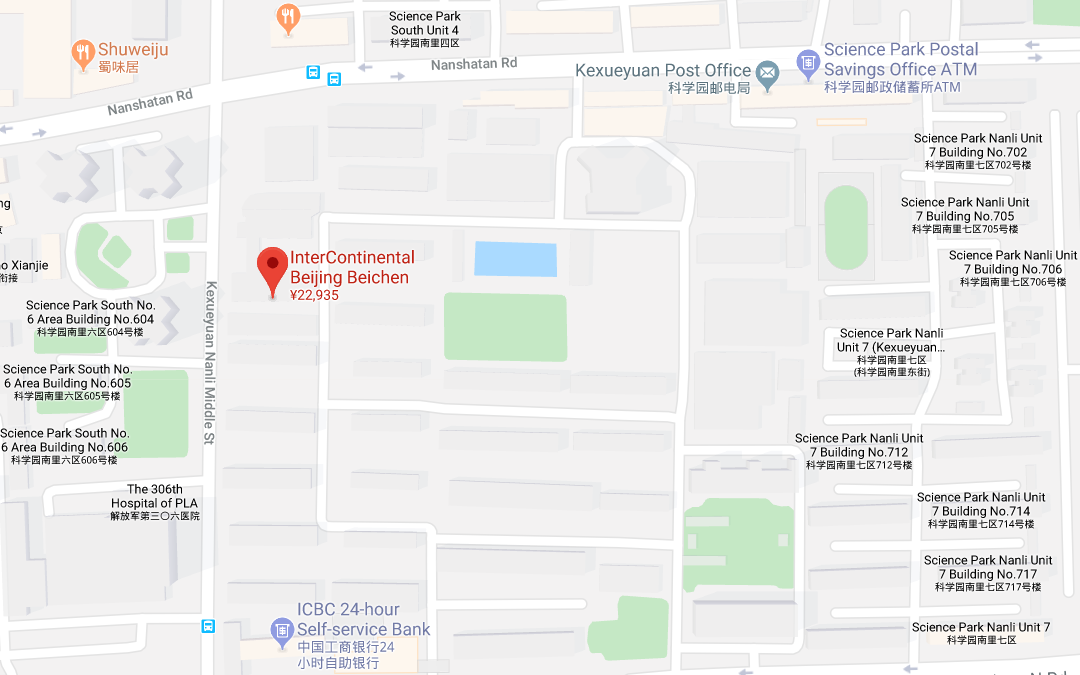 Science Park
South Unit 4
科学园南里四区
Shuweiju
蜀味居
Nanshatan Rd
Nanshatan Rd
Kexueyuan Post Office
科学园邮电局
Science Park Postal
Savings Office ATM
科学园邮政储蓄所ATM
Science Park Nanli Unit
7 Building No.702
科学园南里七区702号楼
Science Park Nanli Unit
7 Building No.705
科学园南里七区705号楼
Science Park Nanli Unit
7 Building No.706
科学园南里七区706号楼
ng
o Xianjie
衔接
InterContinental
Beijing Beichen
¥22,935
Kexueyuan Nanli Middle St
Science Park South No.
6 Area Building No.604
科学园南里六区604号楼
Science Park South No.
6 Area Building No.605
科学园南里六区605号楼
Science Park South No.
6 Area Building No.606
科学园南里六区606号楼
Science Park Nanli
Unit 7 (Kexueyuan...
科学园南里七区
(科学园南里东街)
Science Park Nanli Unit
7 Building No.712
科学园南里七区712号楼
The 306th
Hospital of PLA
解放军第三〇六医院
Science Park Nanli Unit
7 Building No.714
科学园南里七区714号楼
Science Park Nanli Unit
7 Building No.717
科学园南里七区717号楼
ICBC 24-hour
Self-service Bank
中国工商银行24
小时自助银行
Science Park Nanli Unit 7
科学园南里七区